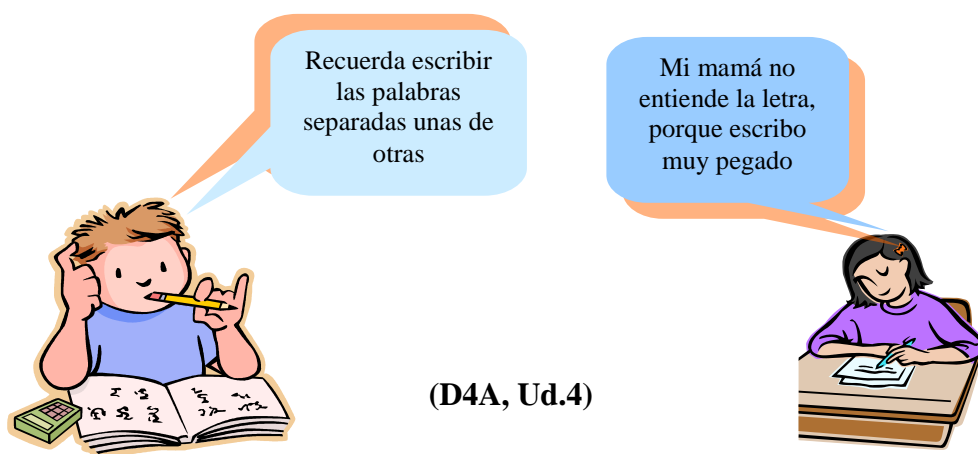 Recuerda escribir
las palabras
separadas unas de
otras
Mi mamá no
entiende la letra,
porque escribo
muy pegado
(D4A, Ud.4)